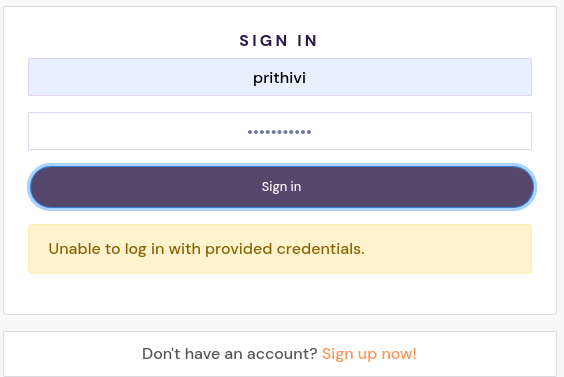 SIGN IN
prithivi
•••••••••••
Sign in
Unable to log in with provided credentials.
Don't have an account? Sign up now!